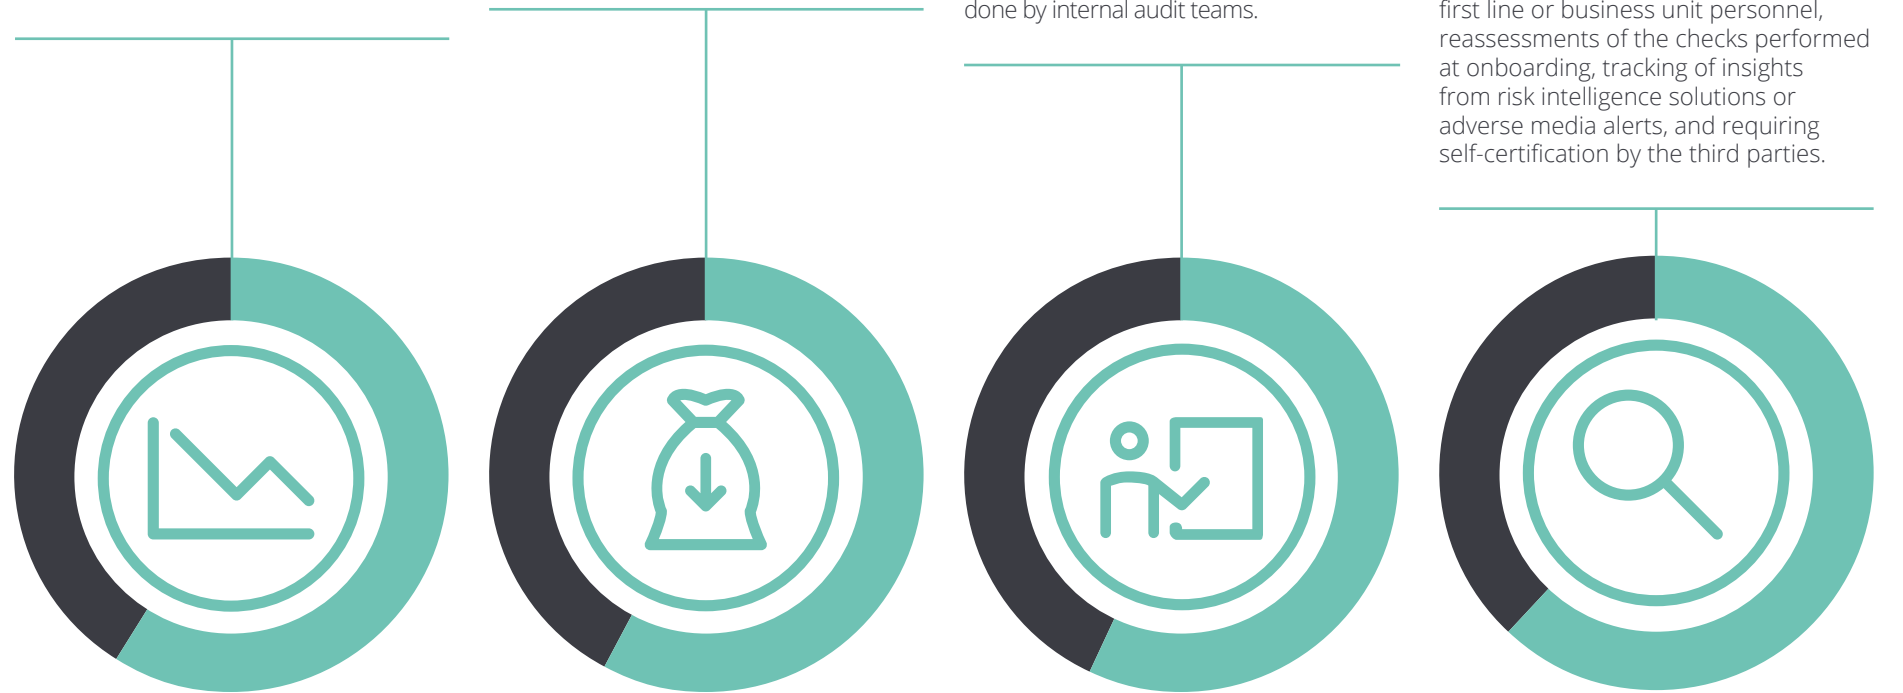 done by internal audit teams.
first line or business unit personnel,
reassessments of the checks performed
at onboarding, tracking of insights
from risk intelligence solutions or
adverse media alerts, and requiring
self-certification by the third parties.